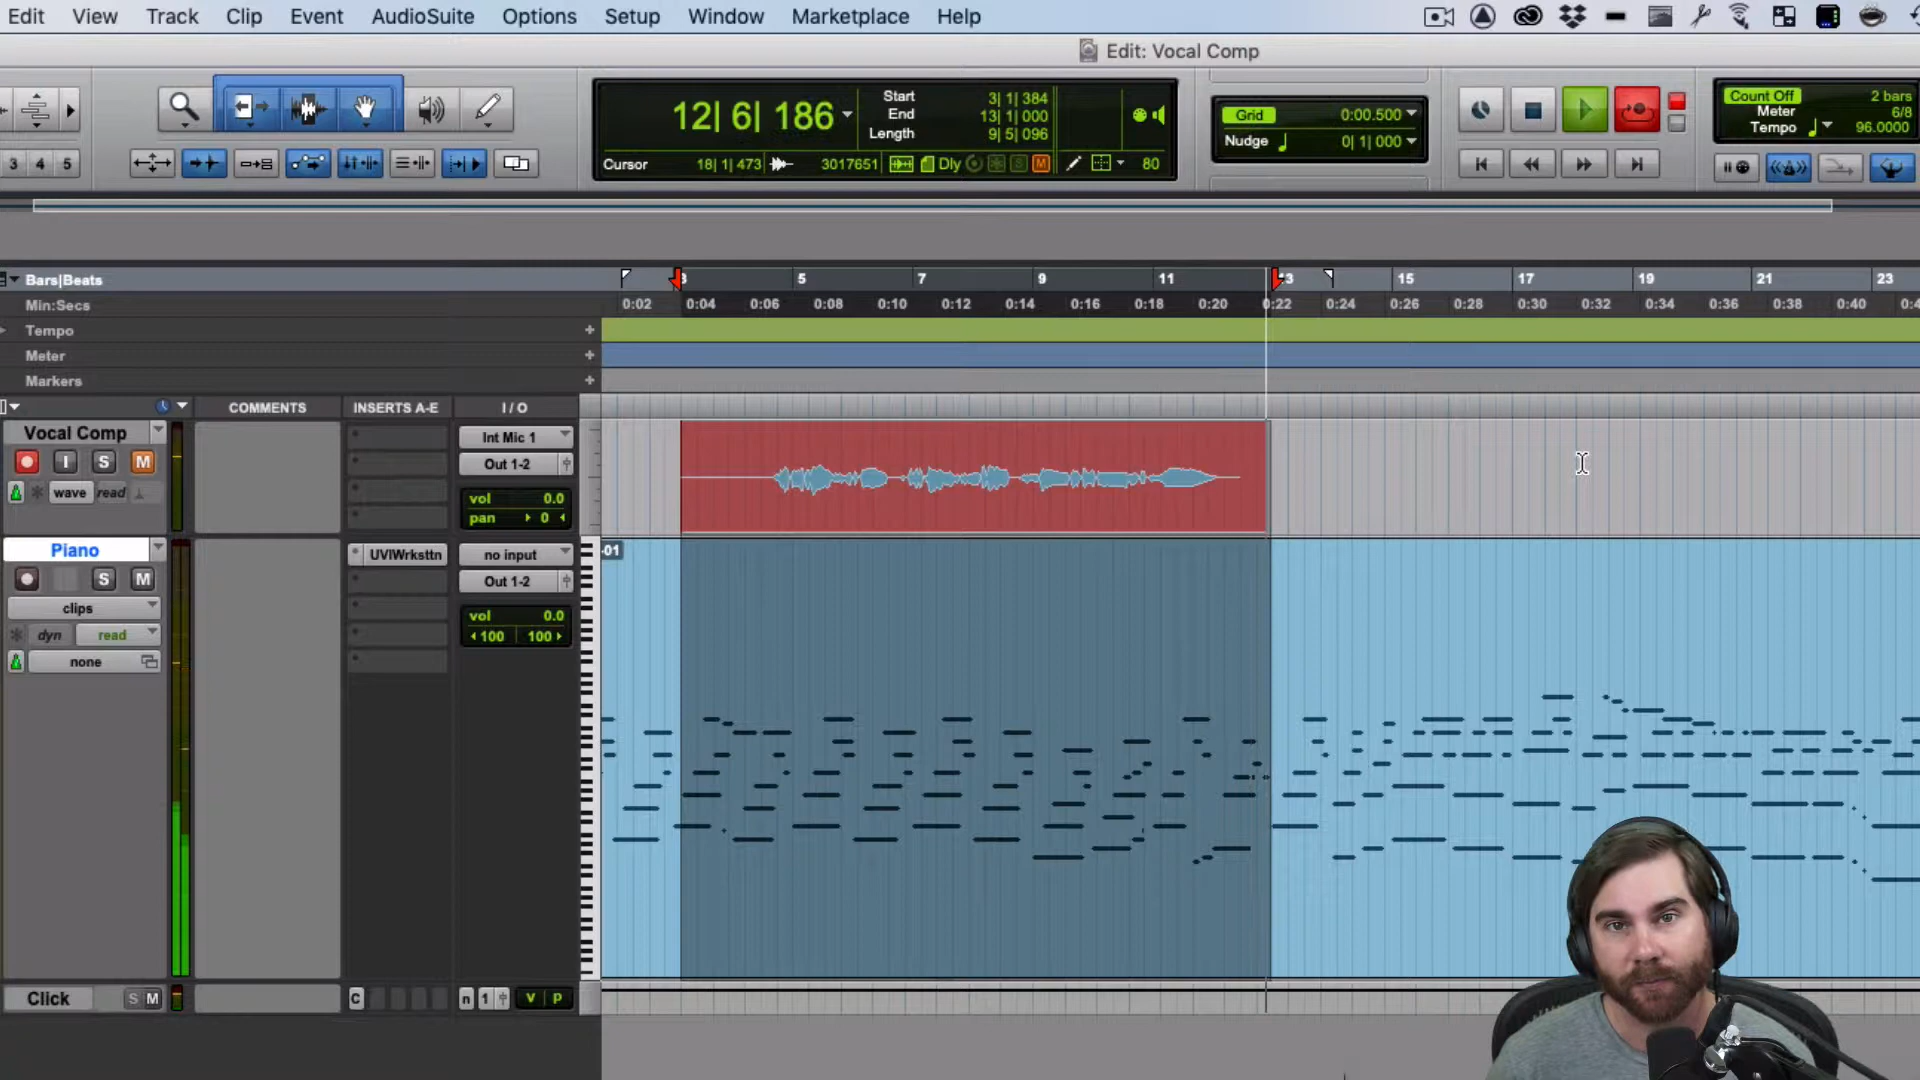 Edit View Track Clip Event AudioSuite Options Setup Window Marketplace Help
Edit: Vocal Comp
12| 6| 186
Start 3| 1| 384
End 13| 1| 000
Length 9| 5| 096
Cursor 18| 1| 473 3017651 Dly S M 80
Grid 0:00.500
Nudge 0| 1| 000
Count Off 2 bars
Meter 6/8
Tempo 96.0000
3 4 5
Bars|Beats 5 7 9 11 13 15 17 19 21 23
Min:Secs 0:02 0:04 0:06 0:08 0:10 0:12 0:14 0:16 0:18 0:20 0:22 0:24 0:26 0:28 0:30 0:32 0:34 0:36 0:38 0:40
Tempo +
Meter +
Markers +
COMMENTS INSERTS A-E I / O
Vocal Comp
I S M
wave read
Int Mic 1
Out 1-2
vol 0.0
pan 0
Piano
S M
clips
dyn read
none
UVIWrksttn
no input
Out 1-2
vol 0.0
100 100
-01
Click S M C n 1 v p